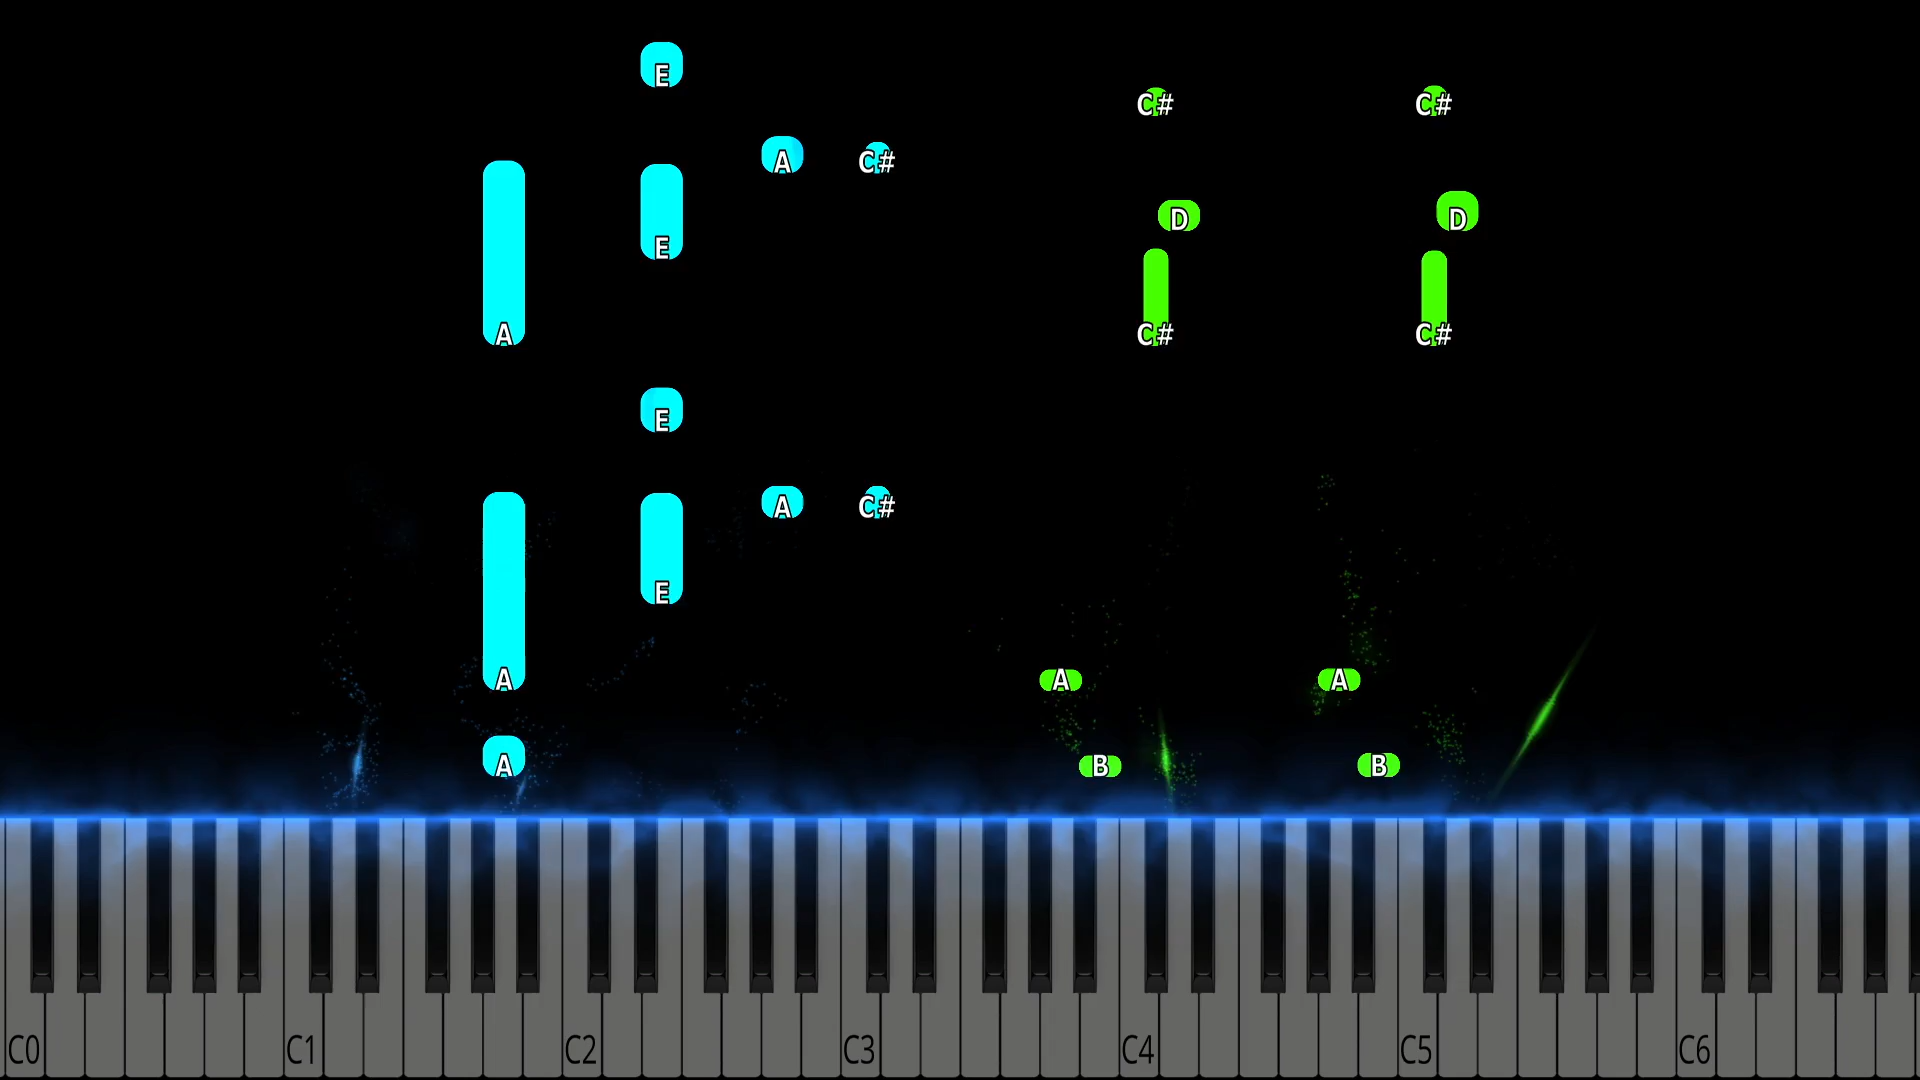 E
C# C#
A C#
D D
E
A C# C#
E
A C#
E
A A A
A B B
C0 C1 C2 C3 C4 C5 C6